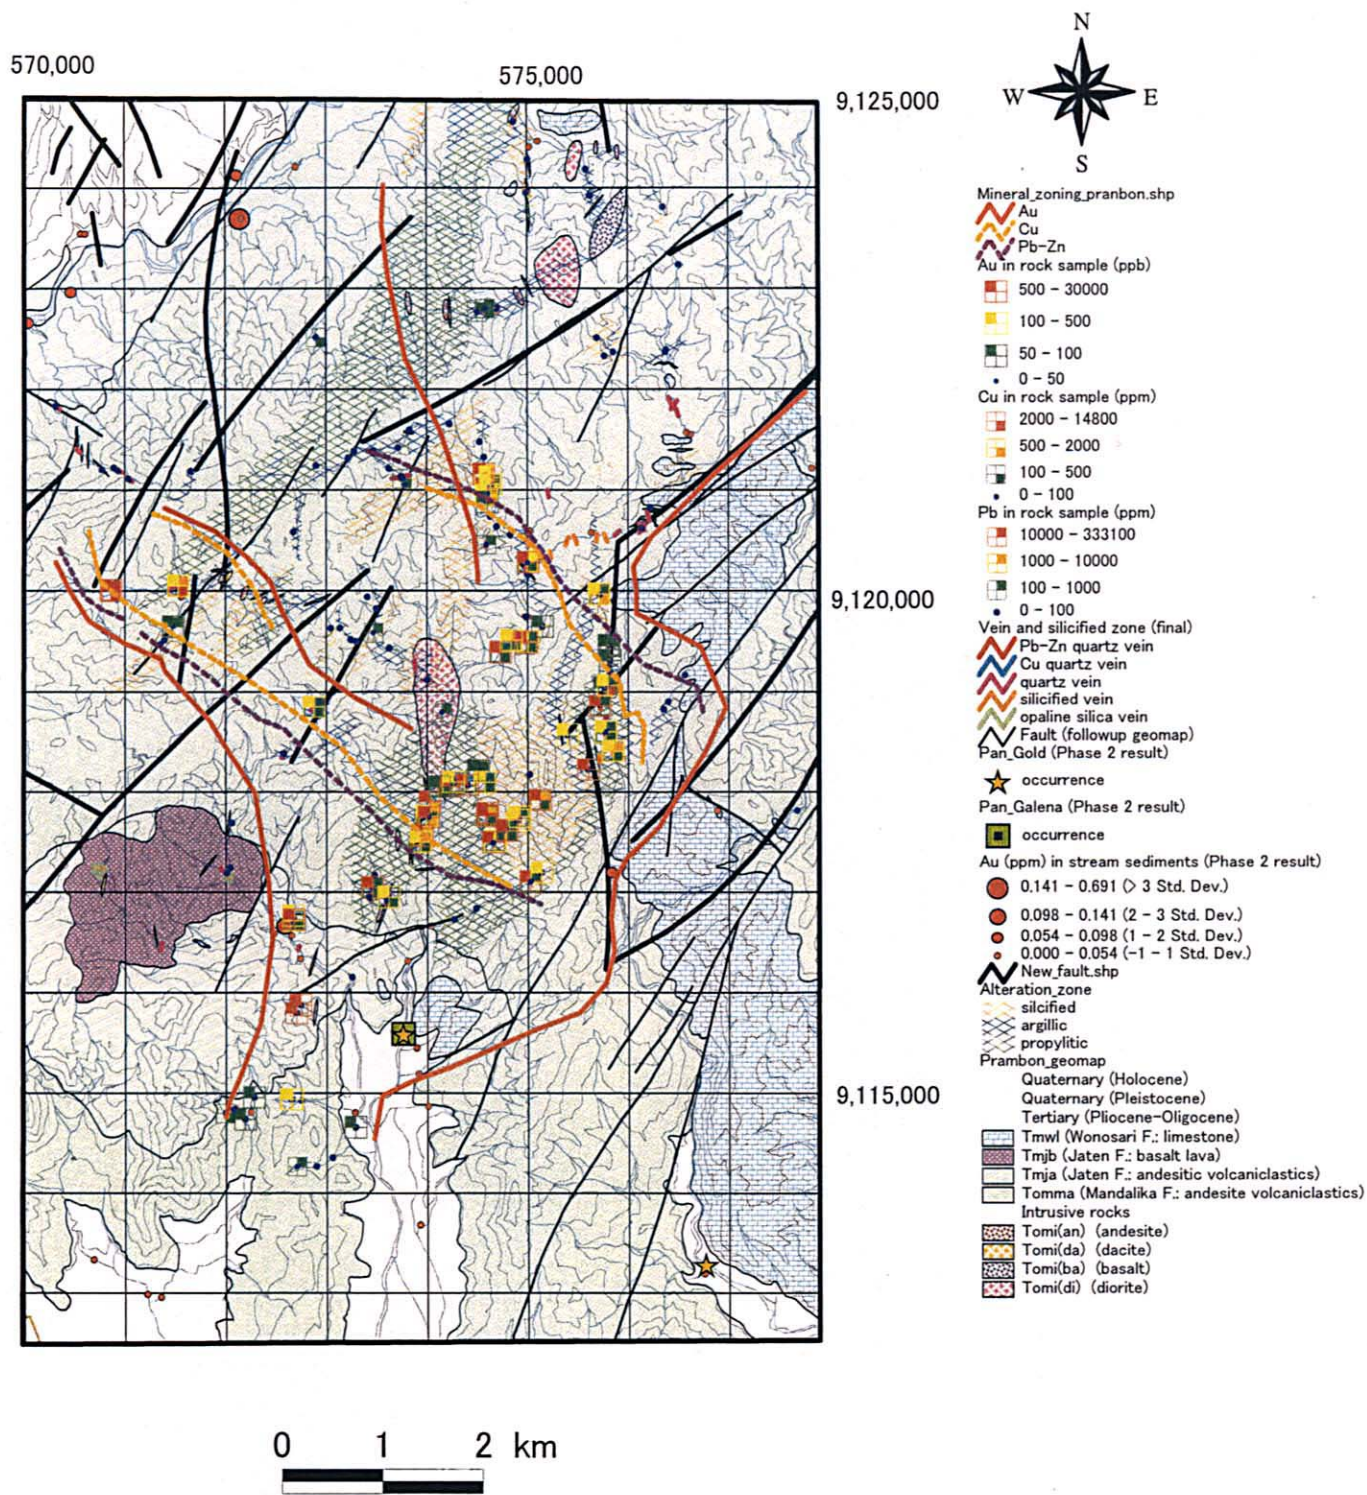 N
570,000
575,000
9,125,000
W
E
S
Mineral_zoning_pranbon.shp
Au
Cu
Pb-Zn
Au in rock sample (ppb)
500 - 30000
100 - 500
50 - 100
0 - 50
Cu in rock sample (ppm)
2000 - 14800
500 - 2000
100 - 500
0 - 100
Pb in rock sample (ppm)
10000 - 333100
1000 - 10000
100 - 1000
0 - 100
9,120,000
Vein and silicified zone (final)
Pb-Zn quartz vein
Cu quartz vein
quartz vein
silicified vein
opaline silica vein
Fault (followup geomap)
Pan_Gold (Phase 2 result)
occurrence
Pan_Galena (Phase 2 result)
occurrence
Au (ppm) in stream sediments (Phase 2 result)
0.141 - 0.691 (> 3 Std. Dev.)
0.098 - 0.141 (2 - 3 Std. Dev.)
0.054 - 0.098 (1 - 2 Std. Dev.)
0.000 - 0.054 (-1 - 1 Std. Dev.)
New_fault.shp
Alteration_zone
silcified
argillic
propylitic
Prambon_geomap
Quaternary (Holocene)
9,115,000
Quaternary (Pleistocene)
Tertiary (Pliocene-Oligocene)
Tmwl (Wonosari F.: limestone)
Tmjb (Jaten F.: basalt lava)
Tmja (Jaten F.: andesitic volcaniclastics)
Tomma (Mandalika F.: andesite volcaniclastics)
Intrusive rocks
Tomi(an) (andesite)
Tomi(da) (dacite)
Tomi(ba) (basalt)
Tomi(di) (diorite)
0 1 2 km